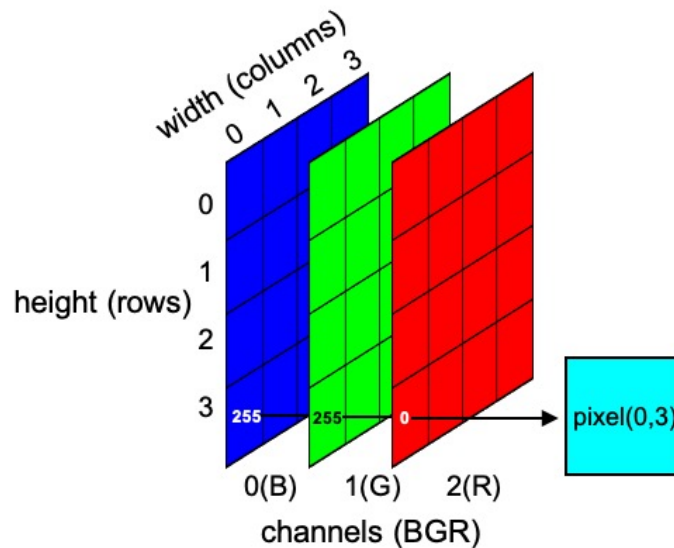 width (columns)
0 1 2 3
0
1
height (rows)
2
3
255 255 0
pixel(0,3)
0(B) 1(G) 2(R)
channels (BGR)